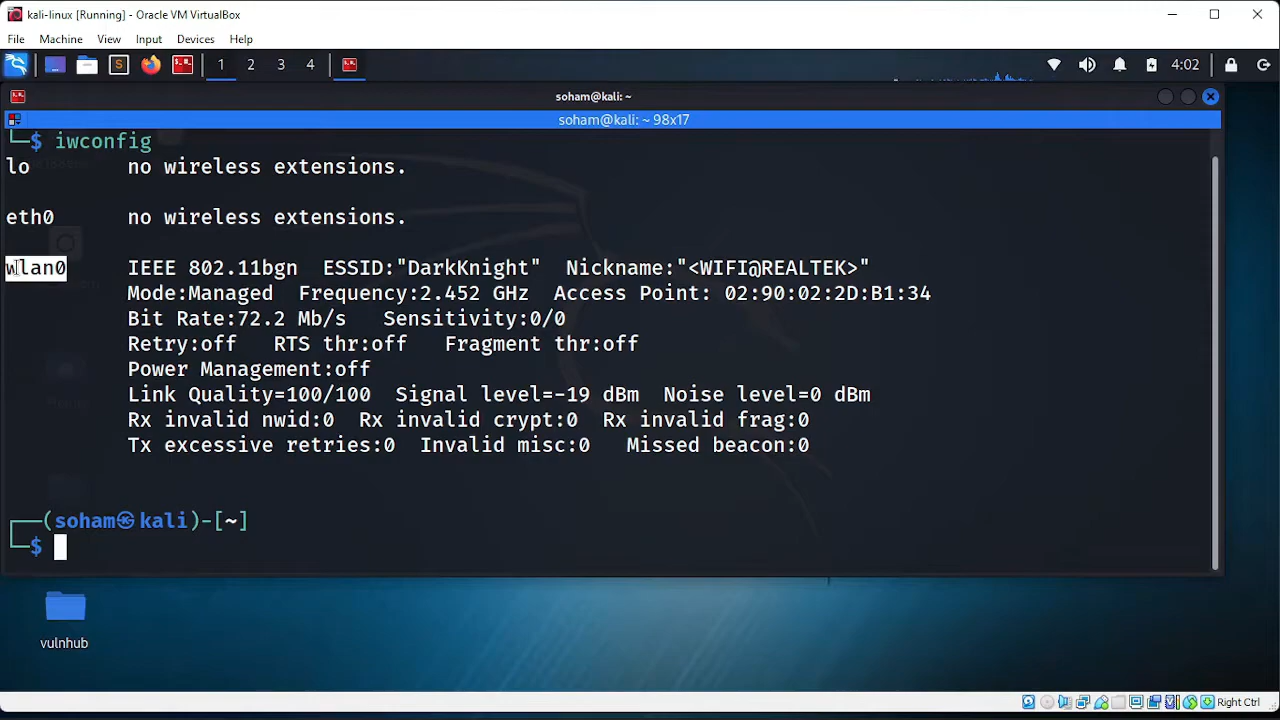 kali-linux [Running] - Oracle VM VirtualBox
File Machine View Input Devices Help
1 2 3 4 4:02
soham@kali: ~
soham@kali: ~ 98x17
└─$ iwconfig
lo no wireless extensions.
eth0 no wireless extensions.
wlan0 IEEE 802.11bgn ESSID:"DarkKnight" Nickname:"<WIFI@REALTEK>"
Mode:Managed Frequency:2.452 GHz Access Point: 02:90:02:2D:B1:34
Bit Rate:72.2 Mb/s Sensitivity:0/0
Retry:off RTS thr:off Fragment thr:off
Power Management:off
Link Quality=100/100 Signal level=-19 dBm Noise level=0 dBm
Rx invalid nwid:0 Rx invalid crypt:0 Rx invalid frag:0
Tx excessive retries:0 Invalid misc:0 Missed beacon:0
┌──(soham㉿kali)-[~]
└─$
vulnhub
Right Ctrl